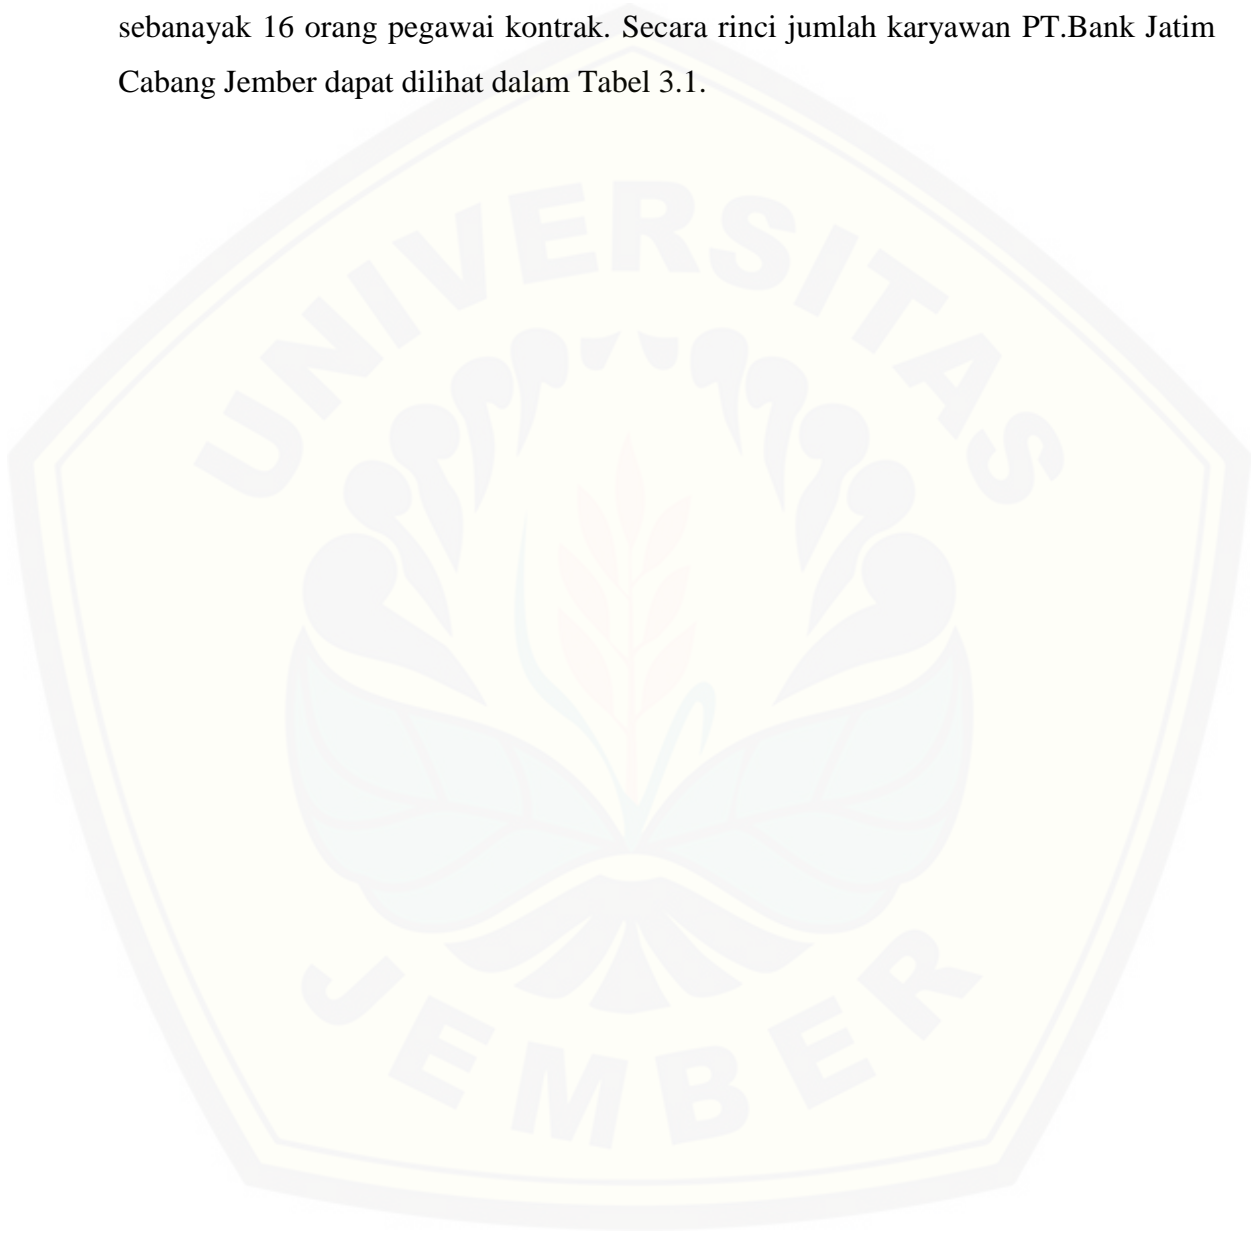 sebanayak 16 orang pegawai kontrak. Secara rinci jumlah karyawan PT.Bank Jatim
Cabang Jember dapat dilihat dalam Tabel 3.1.
UNIVERSITAS
JEMBER